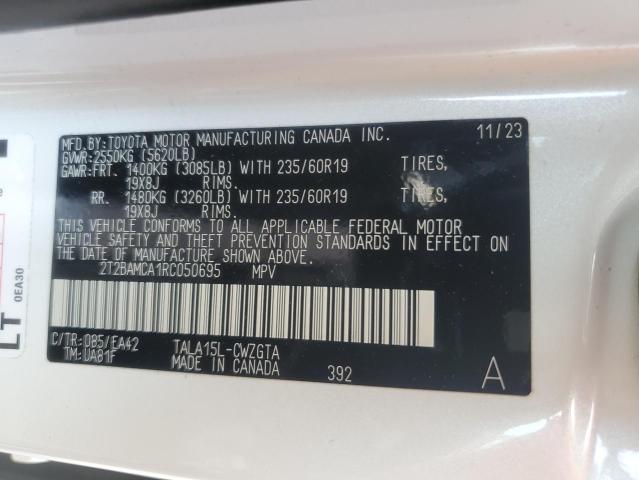 MFD.BY:TOYOTA MOTOR MANUFACTURING CANADA INC. 11/23
GVWR:2550KG (5620LB)
GAWR:FRT. 1400KG (3085LB) WITH 235/60R19 TIRES,
19X8J RIMS.
RR. 1480KG (3260LB) WITH 235/60R19 TIRES,
19X8J RIMS.
THIS VEHICLE CONFORMS TO ALL APPLICABLE FEDERAL MOTOR
VEHICLE SAFETY AND THEFT PREVENTION STANDARDS IN EFFECT ON
THE DATE OF MANUFACTURE SHOWN ABOVE.
2T2BAMCA1RC050695 MPV
C/TR:085/EA42 TALA15L-CWZGTA
TM:UA81F MADE IN CANADA 392 A
0EA30
LT